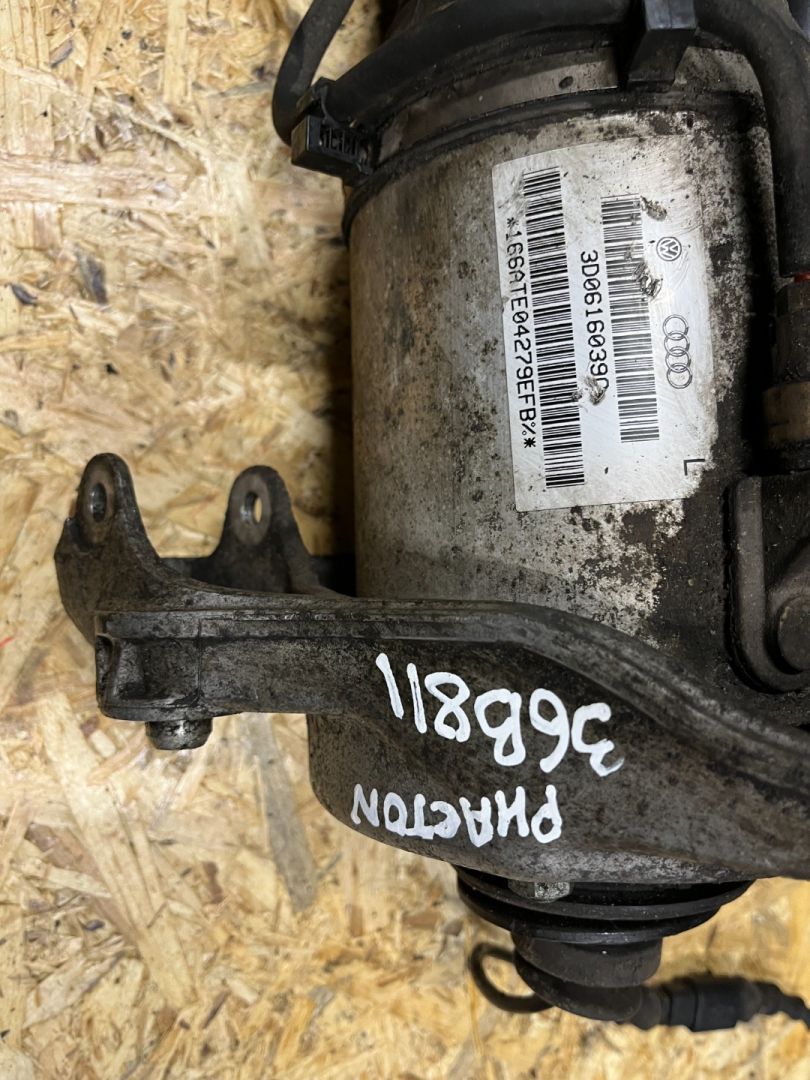 *166ATE04279EFB%*
3D0616039D
L
36B811
PHAETON